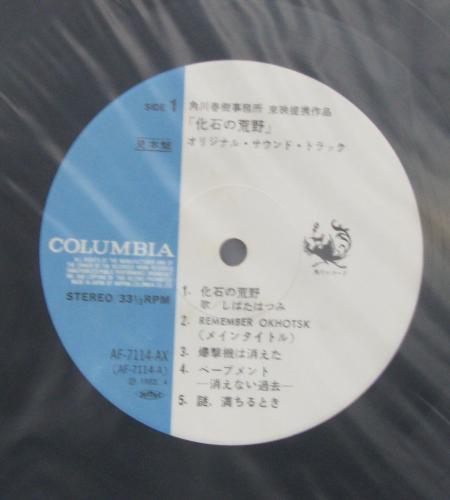 SIDE 1
角川春樹事務所 東映提携作品
「化石の荒野」
見本盤
オリジナル・サウンド・トラック
COLUMBIA
STEREO 33⅓RPM
1. 化石の荒野
歌/しばたはつみ
2. REMEMBER OKHOTSK
(メインタイトル)
3. 爆撃機は消えた
4. ペーブメント
—消えない過去—
5. 謎、満ちるとき
AF-7114-AX
(AF-7114-A)
Ⓟ 1982. 4